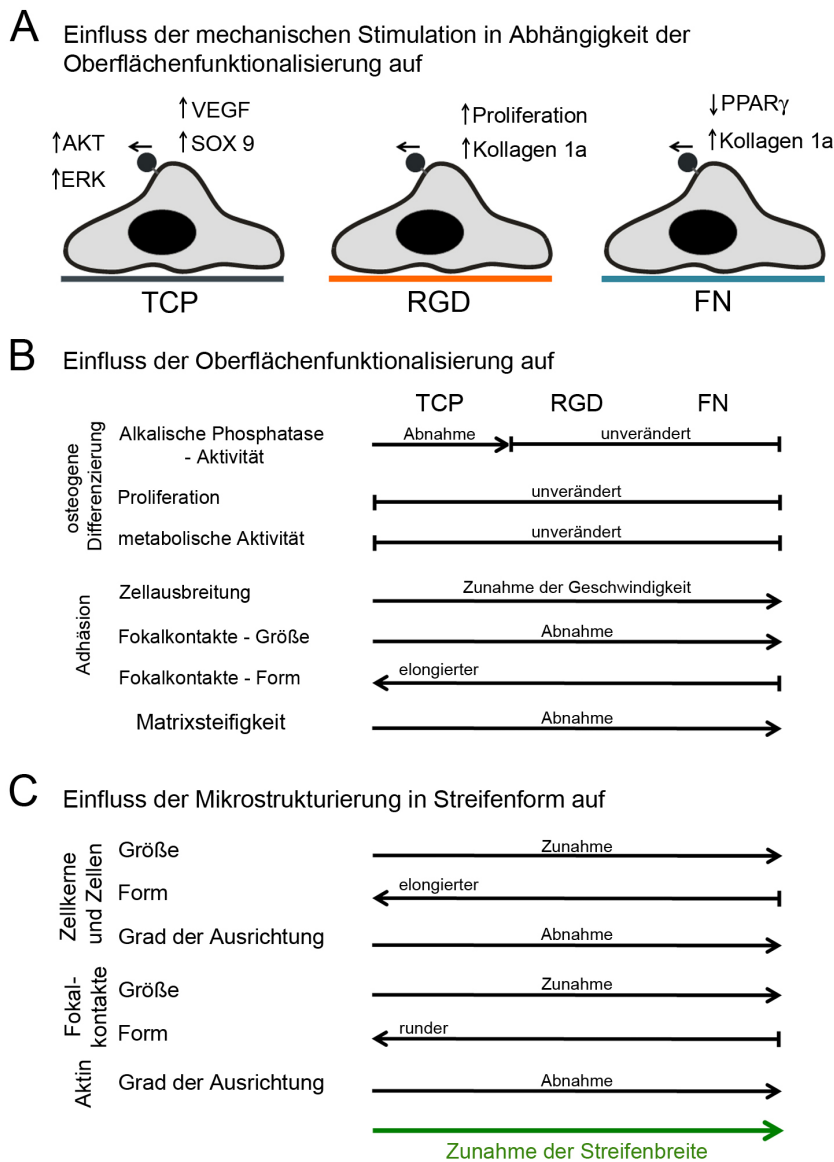 A
Einfluss der mechanischen Stimulation in Abhängigkeit der
Oberflächenfunktionalisierung auf
↑VEGF
↑AKT
↑SOX 9
↑ERK
↑Proliferation
↑Kollagen 1a
↓PPARγ
↑Kollagen 1a
TCP
RGD
FN
B
Einfluss der Oberflächenfunktionalisierung auf
TCP
RGD
FN
osteogene
Differenzierung
Alkalische Phosphatase
- Aktivität
Abnahme
unverändert
Proliferation
unverändert
metabolische Aktivität
unverändert
Adhäsion
Zellausbreitung
Zunahme der Geschwindigkeit
Fokalkontakte - Größe
Abnahme
Fokalkontakte - Form
elongierter
Matrixsteifigkeit
Abnahme
C
Einfluss der Mikrostrukturierung in Streifenform auf
Zellkerne
und Zellen
Größe
Zunahme
Form
elongierter
Grad der Ausrichtung
Abnahme
Fokal-
kontakte
Größe
Zunahme
Form
runder
Aktin
Grad der Ausrichtung
Abnahme
Zunahme der Streifenbreite